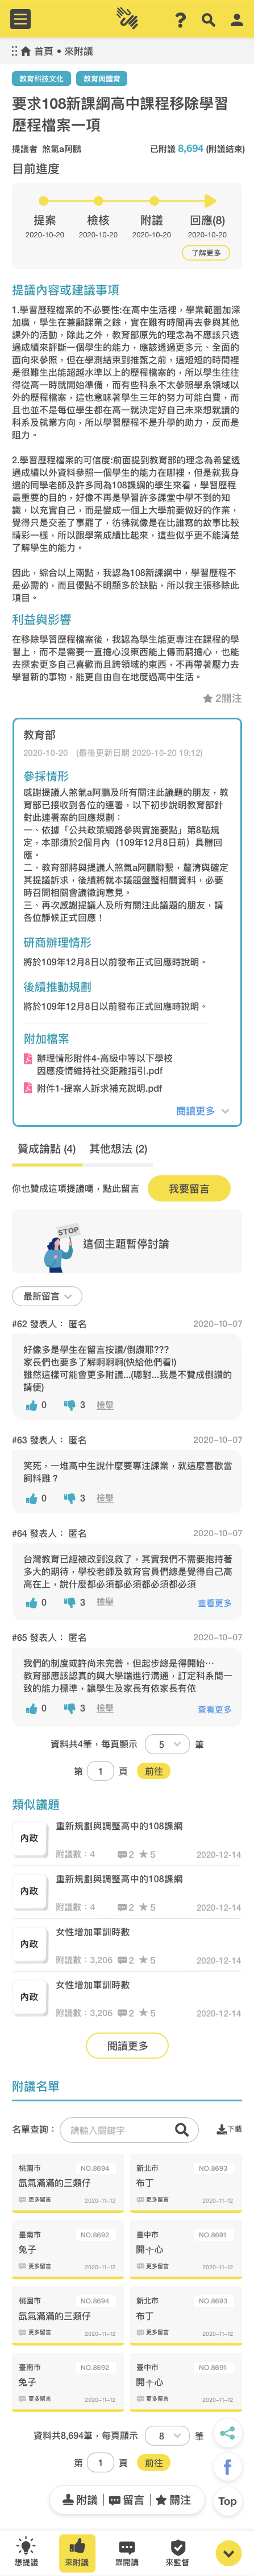 首頁 • 來附議
教育科技文化 教育與體育
要求108新課綱高中課程移除學習
歷程檔案一項
提議者 煞氣a阿鵬 已附議 8,694 (附議結束)
目前進度
提案 檢核 附議 回應(8)
2020-10-20 2020-10-20 2020-10-20 2020-10-20
了解更多
提議內容或建議事項
1.學習歷程檔案的不必要性:在高中生活裡，學業範圍加深
加廣，學生在兼顧課業之餘，實在難有時間再去參與其他
課外的活動，除此之外，教育部原先的理念為不應該只透
過成績來評斷一個學生的能力，應該透過更多元、全面的
面向來參照，但在學測結束到推甄之前，這短短的時間裡
是很難生出能超越水準以上的歷程檔案的，所以學生往往
得從高一時就開始準備，而有些科系不太參照學系領域以
外的歷程檔案，這也意味著學生三年的努力可能白費，而
且也並不是每位學生都在高一就決定好自己未來想就讀的
科系及就業方向，所以學習歷程不是升學的助力，反而是
阻力。
2.學習歷程檔案的可信度:前面提到教育部的理念為希望透
過成績以外資料參照一個學生的能力在哪裡，但是就我身
邊的同學老師及許多同為108課綱的學生來看，學習歷程
最重要的目的，好像不再是學習許多課堂中學不到的知
識，以充實自己，而是變成一個上大學前要做好的作業，
覺得只是交差了事罷了，彷彿就像是在比誰寫的故事比較
精彩一樣，所以跟學業成績比起來，這些似乎更不能清楚
了解學生的能力。
因此，綜合以上兩點，我認為108新課綱中，學習歷程不
是必需的，而且優點不明顯多於缺點，所以我主張移除此
項目。
利益與影響
在移除學習歷程檔案後，我認為學生能更專注在課程的學
習上，而不是需要一直擔心沒東西能上傳而窮擔心，也能
去探索更多自己喜歡而且跨領域的東西，不再帶著壓力去
學習新的事物，能更自由自在地度過高中生活。
2關注
教育部
2020-10-20 (最後更新日期 2020-10-20 19:12)
參採情形
感謝提議人煞氣a阿鵬及所有關注此議題的朋友，教
育部已接收到各位的連署，以下初步說明教育部針
對此連署案的回應規劃：
一、依據「公共政策網路參與實施要點」第8點規
定，本部須於2個月內（109年12月8日前）具體回
應。
二、教育部將與提議人煞氣a阿鵬聯繫，釐清與確定
其提議訴求，後續將就本議題盤整相關資料，必要
時召開相關會議徵詢意見。
三、再次感謝提議人及所有關注此議題的朋友，請
各位靜候正式回應！
研商辦理情形
將於109年12月8日以前發布正式回應時說明。
後續推動規劃
將於109年12月8日以前發布正式回應時說明。
附加檔案
辦理情形附件4-高級中等以下學校
因應疫情維持社交距離指引.pdf
附件1-提案人訴求補充說明.pdf
閱讀更多
贊成論點 (4) 其他想法 (2)
你也贊成這項提議嗎，點此留言 我要留言
STOP 這個主題暫停討論
最新留言
#62 發表人： 匿名 2020-10-07
好像多是學生在留言按讚/倒讚耶???
家長們也要多了解啊啊啊(快給他們看!)
雖然這樣可能會更多附議...(嗯對...我是不贊成倒讚的
請便)
0 3 檢舉
#63 發表人： 匿名 2020-10-07
笑死，一堆高中生說什麼要專注課業，就這麼喜歡當
飼料雞？
0 3 檢舉
#64 發表人： 匿名 2020-10-07
台灣教育已經被改到沒救了，其實我們不需要抱持著
多大的期待，學校老師及教育官員們總是覺得自己高
高在上，說什麼都必須都必須都必須都必須
0 3 檢舉 查看更多
#65 發表人： 匿名 2020-10-07
我們的制度或許尚未完善，但起步總是得開始⋯
教育部應該認真的與大學端進行溝通，訂定科系間一
致的能力標準，讓學生及家長有依家長有依
0 3 檢舉 查看更多
資料共4筆，每頁顯示 5 筆
第 1 頁 前往
類似議題
內政 重新規劃與調整高中的108課綱
附議數：4 2 5 2020-12-14
內政 重新規劃與調整高中的108課綱
附議數：4 2 5 2020-12-14
內政 女性增加軍訓時數
附議數：3,206 2 5 2020-12-14
內政 女性增加軍訓時數
附議數：3,206 2 5 2020-12-14
閱讀更多
附議名單
名單查詢： 請輸入關鍵字 下載
桃園市 NO.8694 新北市 NO.8693
氙氣滿滿的三類仔 布丁
更多留言 2020-11-12 更多留言 2020-11-12
臺南市 NO.8692 臺中市 NO.8691
兔子 開忄心
更多留言 2020-11-12 更多留言 2020-11-12
桃園市 NO.8694 新北市 NO.8693
氙氣滿滿的三類仔 布丁
更多留言 2020-11-12 更多留言 2020-11-12
臺南市 NO.8692 臺中市 NO.8691
兔子 開忄心
更多留言 2020-11-12 更多留言 2020-11-12
資料共8,694筆，每頁顯示 8 筆
第 1 頁 前往
附議 留言 關注 Top
想提議 來附議 眾開講 來監督